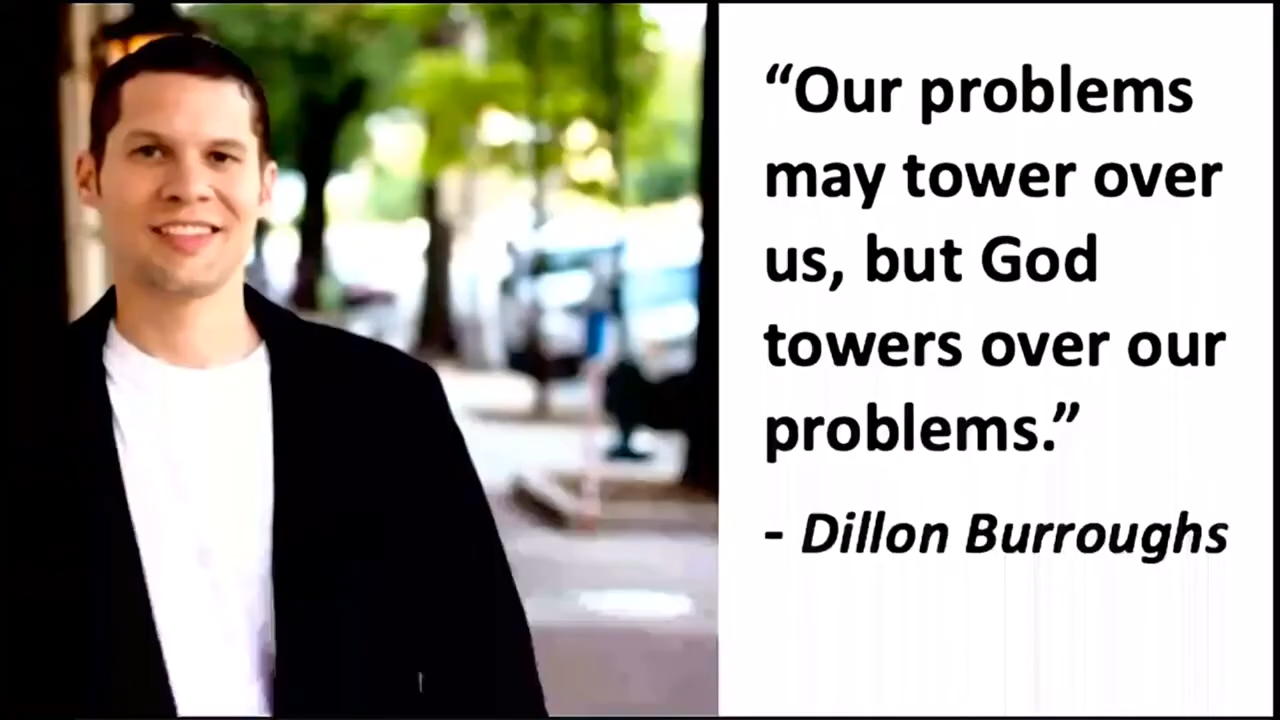 “Our problems
may tower over
us, but God
towers over our
problems.”
- Dillon Burroughs